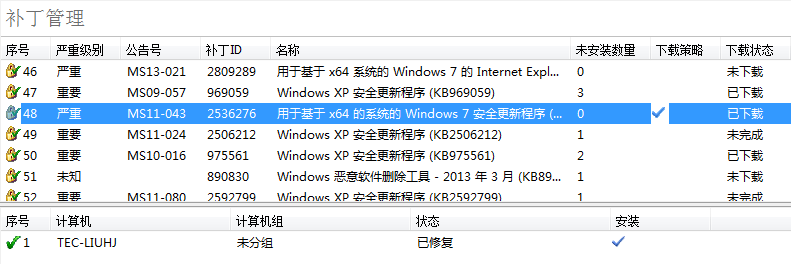 补丁管理
序号 严重级别 公告号 补丁ID 名称 未安装数量 下载策略 下载状态
46 严重 MS13-021 2809289 用于基于 x64 系统的 Windows 7 的 Internet Expl... 0 未下载
47 重要 MS09-057 969059 Windows XP 安全更新程序 (KB969059) 3 已下载
48 严重 MS11-043 2536276 用于基于 x64 的系统的 Windows 7 安全更新程序 (... 0 已下载
49 重要 MS11-024 2506212 Windows XP 安全更新程序 (KB2506212) 1 未完成
50 重要 MS10-016 975561 Windows XP 安全更新程序 (KB975561) 2 已下载
51 未知 890830 Windows 恶意软件删除工具 - 2013 年 3 月 (KB89... 1 未下载
52 重要 MS11-080 2592799 Windows XP 安全更新程序 (KB2592799) 1 未完成
序号 计算机 计算机组 状态 安装
1 TEC-LIUHJ 未分组 已修复